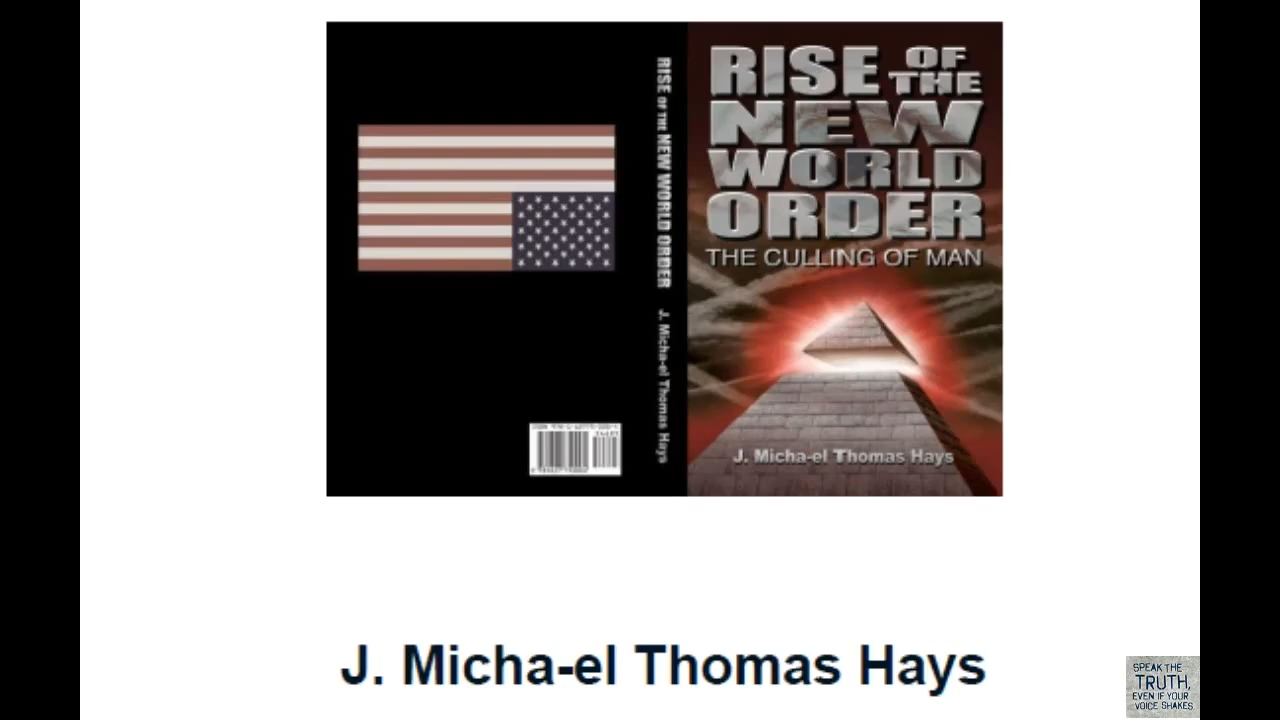 RISE OF THE NEW WORLD ORDER J. Micha-el Thomas Hays
RISE OF
THE
NEW
WORLD
ORDER
THE CULLING OF MAN
J. Micha-el Thomas Hays
J. Micha-el Thomas Hays
SPEAK THE
TRUTH,
EVEN IF YOUR
VOICE SHAKES